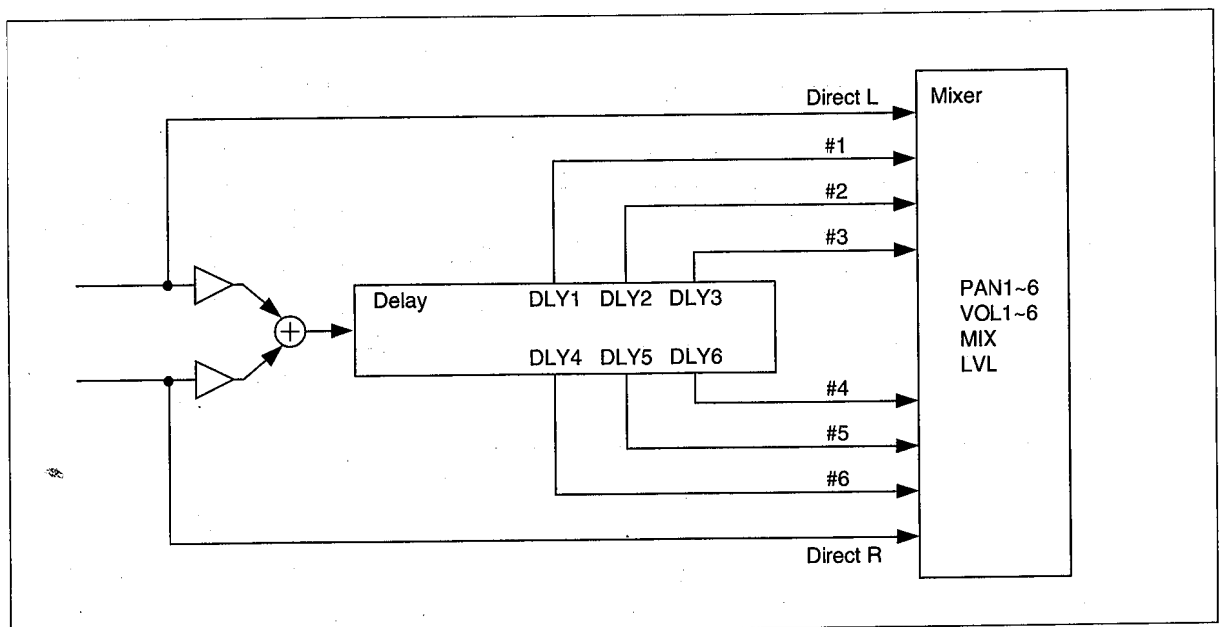 Direct L
Mixer
#1
#2
#3
Delay
DLY1 DLY2 DLY3
DLY4 DLY5 DLY6
PAN1~6
VOL1~6
MIX
LVL
#4
#5
#6
Direct R